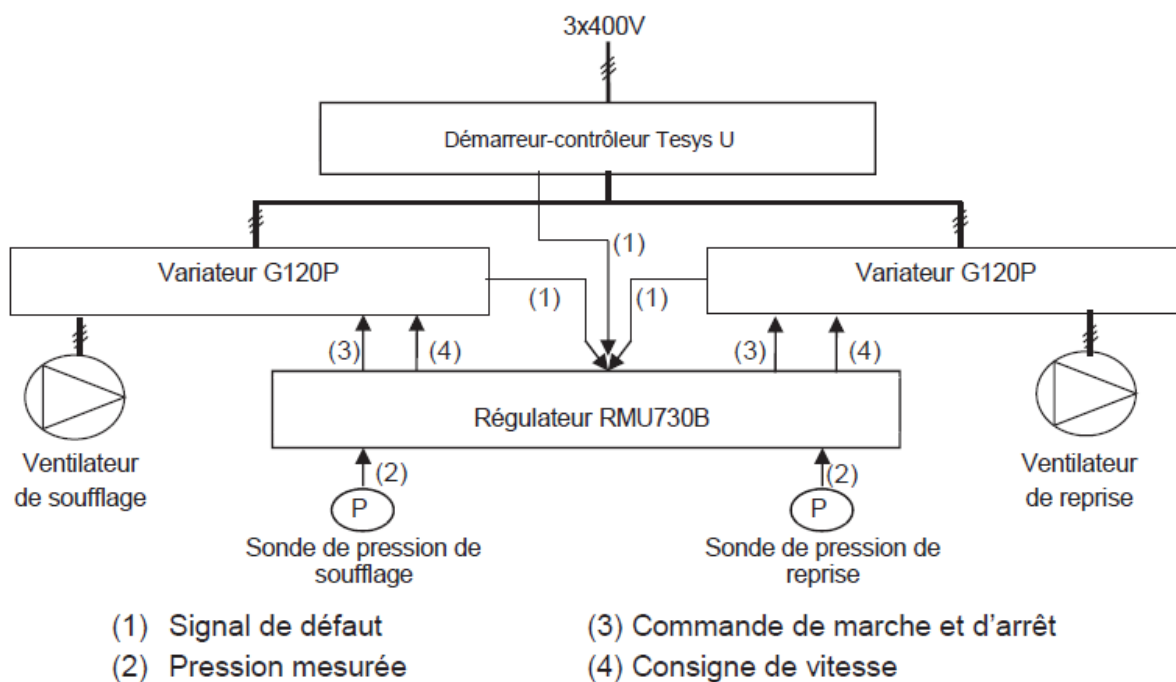 3x400V
Démarreur-contrôleur Tesys U
(1)
Variateur G120P
Variateur G120P
(1)
(1)
(3)
(4)
(3)
(4)
Régulateur RMU730B
Ventilateur
de soufflage
Ventilateur
de reprise
(2)
(2)
P
P
Sonde de pression de
soufflage
Sonde de pression de
reprise
(1) Signal de défaut
(3) Commande de marche et d'arrêt
(2) Pression mesurée
(4) Consigne de vitesse